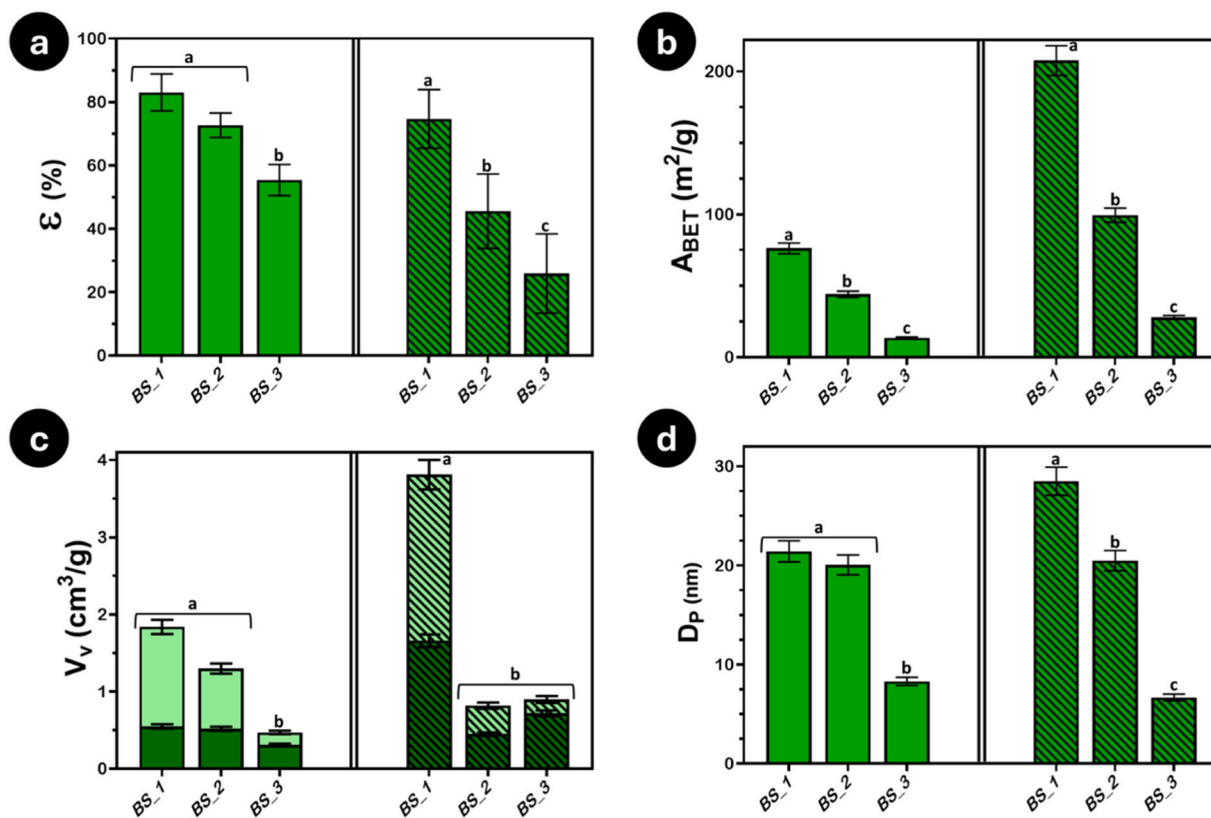 a
ε (%)
100
80
60
40
20
0
a
b
a
b
c
BS_1
BS_2
BS_3
BS_1
BS_2
BS_3
b
A_BET (m²/g)
200
100
0
a
b
c
a
b
c
BS_1
BS_2
BS_3
BS_1
BS_2
BS_3
c
V_v (cm³/g)
4
3
2
1
0
a
b
a
b
BS_1
BS_2
BS_3
BS_1
BS_2
BS_3
d
D_P (nm)
30
20
10
0
a
b
a
b
c
BS_1
BS_2
BS_3
BS_1
BS_2
BS_3